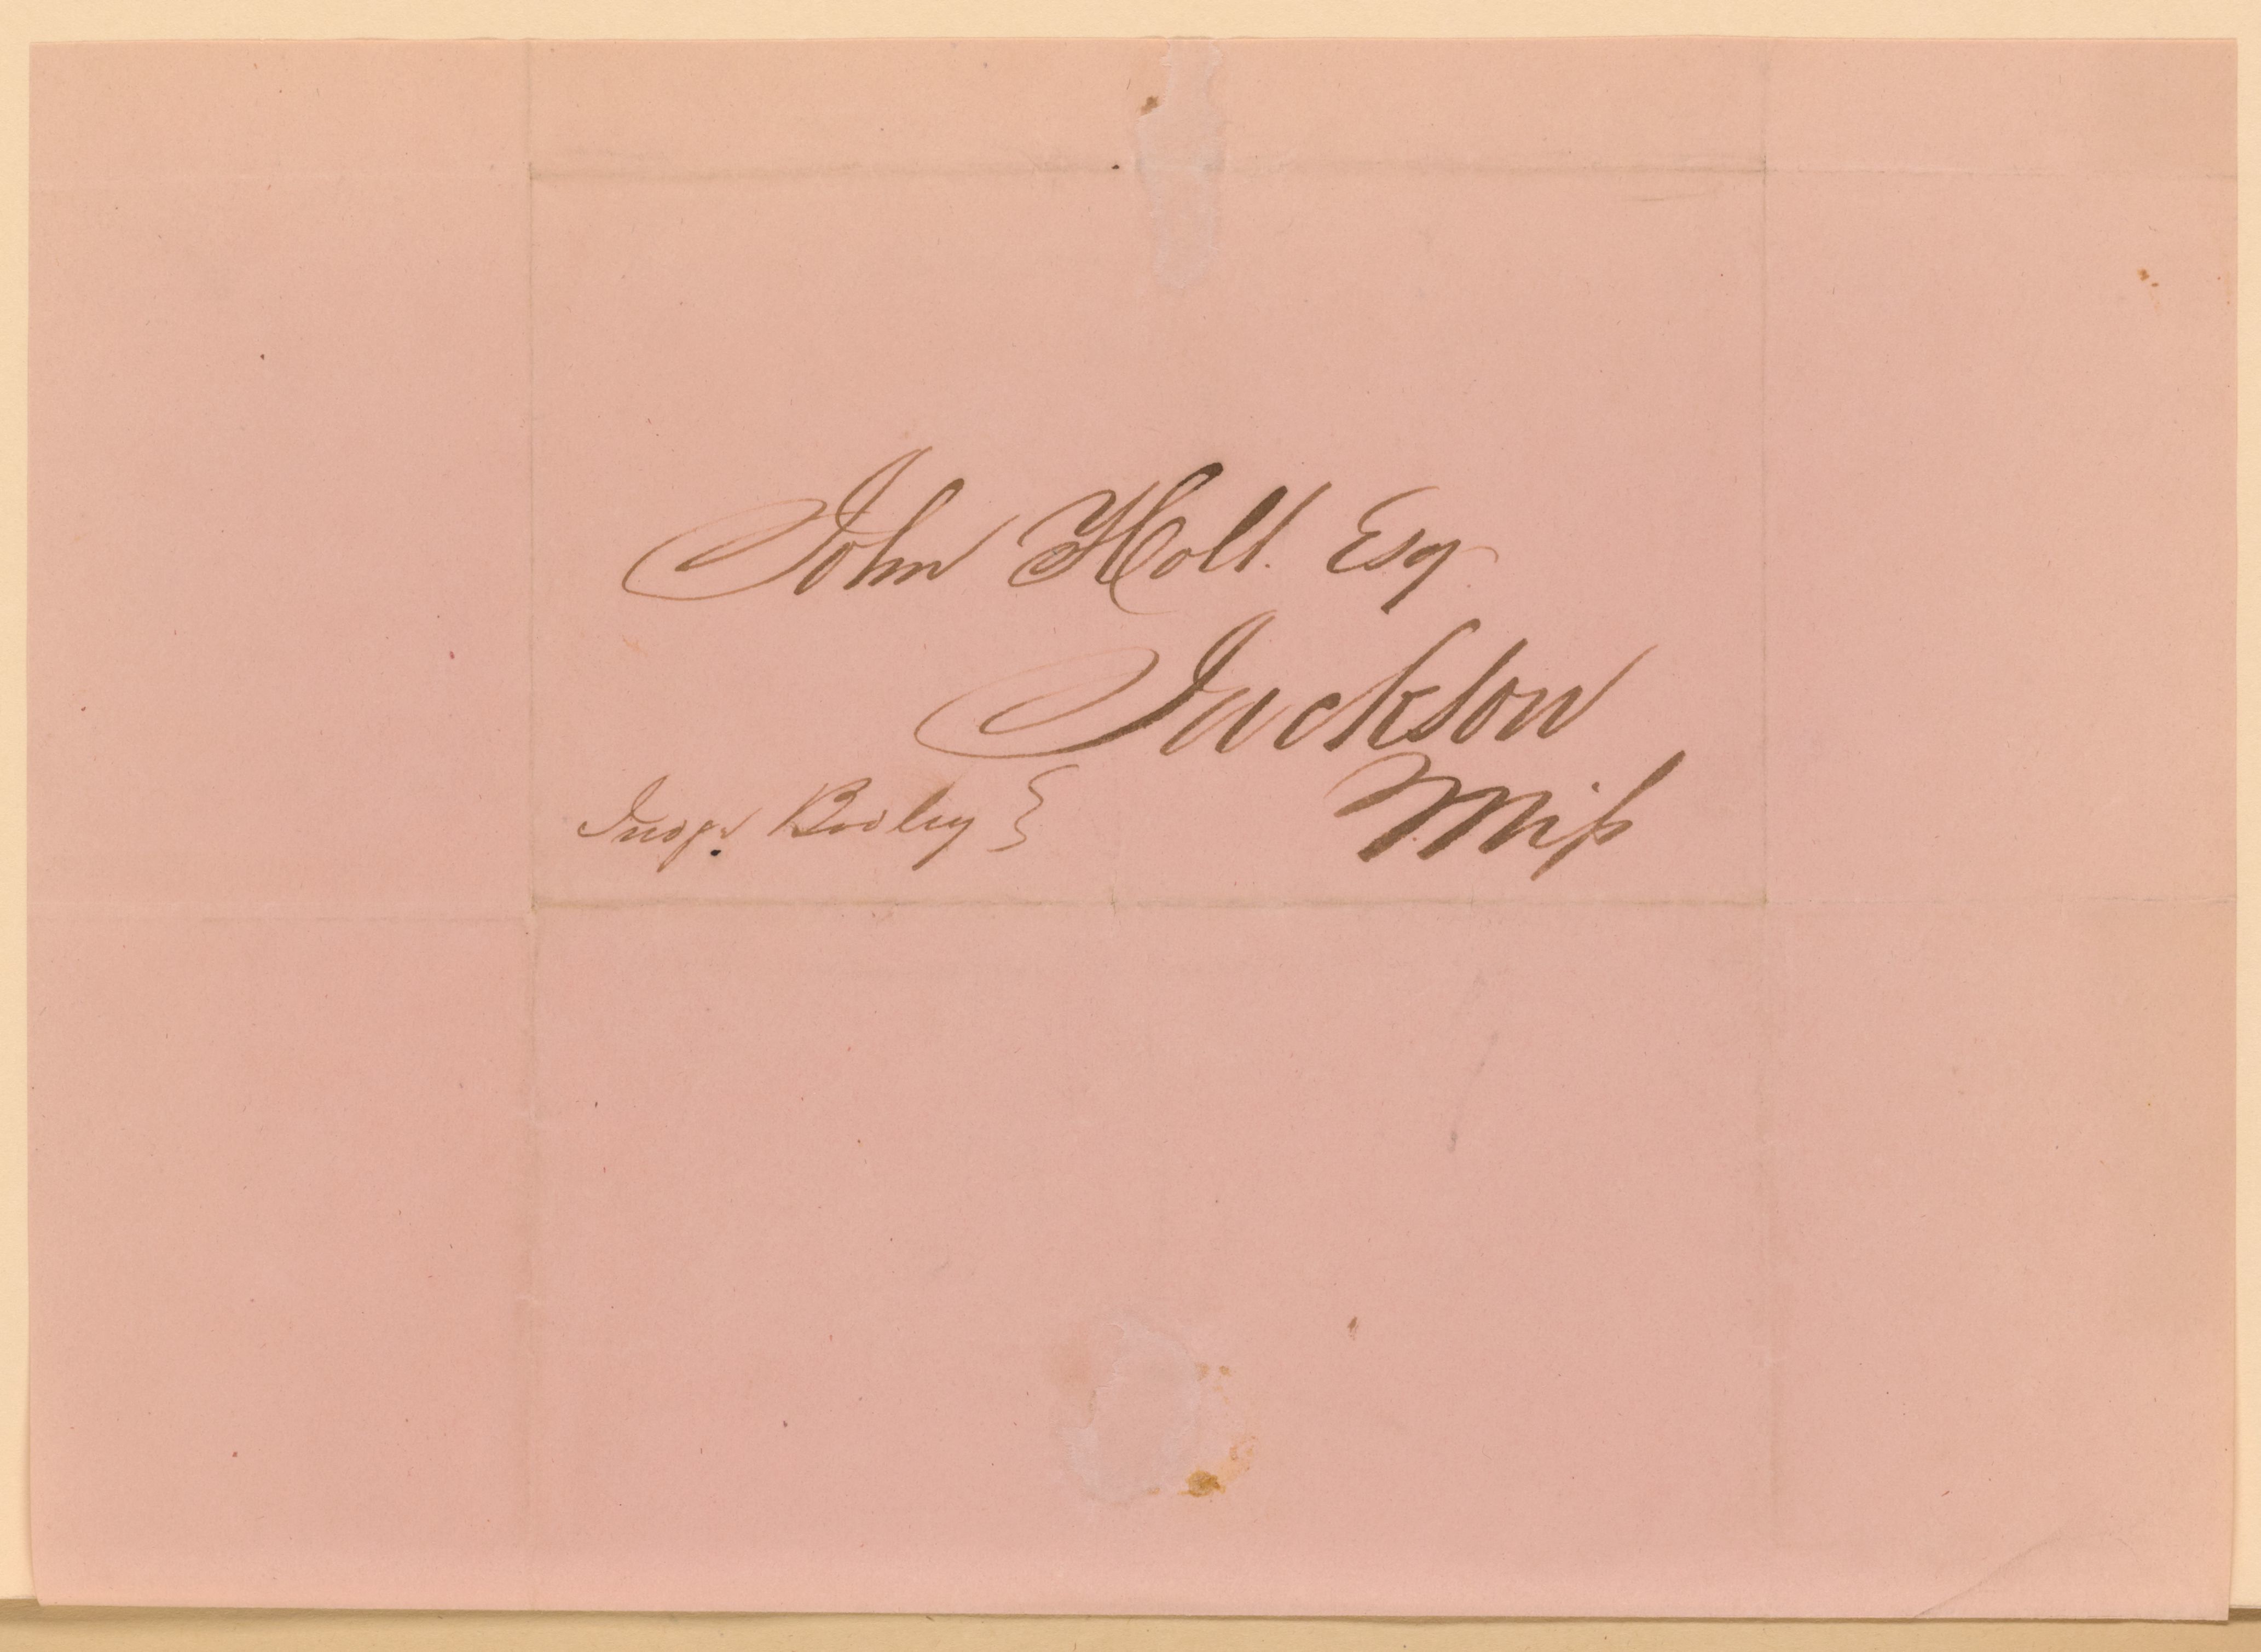 John Holt. Esq
Jackson
Judge Bodley }
Miss